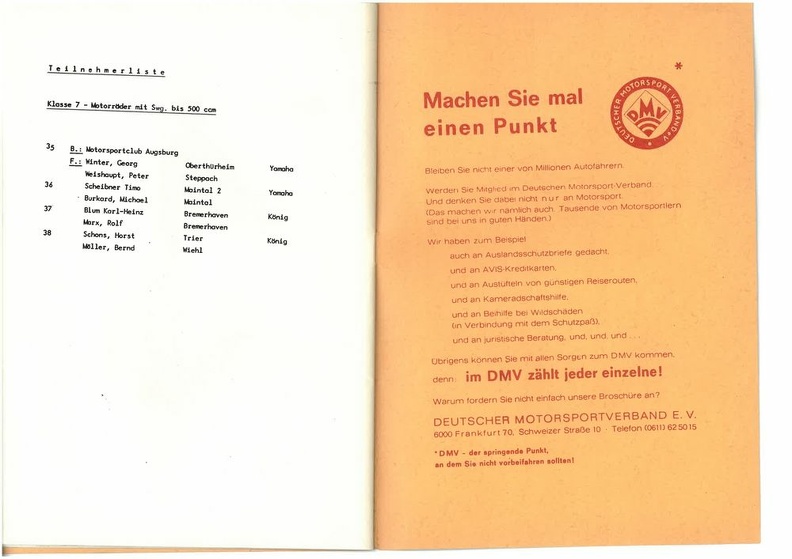 Teilnehmerliste
Klasse 7 - Motorräder mit Swg. bis 500 ccm
35 B.: Motorsportclub Augsburg
F.: Winter, Georg Oberthürheim Yamaha
Weishaupt, Peter Steppach
36 Scheibner Timo Maintal 2 Yamaha
Burkard, Michael Maintal
37 Blum Karl-Heinz Bremerhaven König
Marx, Rolf Bremerhaven
38 Schons, Horst Trier König
Möller, Bernd Wiehl
*
Machen Sie mal
einen Punkt
DEUTSCHER MOTORSPORT VERBAND e.V.
DMV
*
Bleiben Sie nicht einer von Millionen Autofahrern.
Werden Sie Mitglied im Deutschen Motorsport-Verband.
Und denken Sie dabei nicht nur an Motorsport.
(Das machen wir nämlich auch. Tausende von Motorsportlern
sind bei uns in guten Händen.)
Wir haben zum Beispiel
auch an Auslandsschutzbriefe gedacht,
und an AVIS-Kreditkarten,
und an Austüfteln von günstigen Reiserouten,
und an Kameradschaftshilfe,
und an Beihilfe bei Wildschäden
(in Verbindung mit dem Schutzpaß),
und an juristische Beratung, und, und, und ...
Übrigens können Sie mit allen Sorgen zum DMV kommen,
denn: im DMV zählt jeder einzelne!
Warum fordern Sie nicht einfach unsere Broschüre an?
DEUTSCHER MOTORSPORTVERBAND E. V.
6000 Frankfurt 70, Schweizer Straße 10 · Telefon (0611) 62 50 15
*DMV - der springende Punkt,
an dem Sie nicht vorbeifahren sollten!